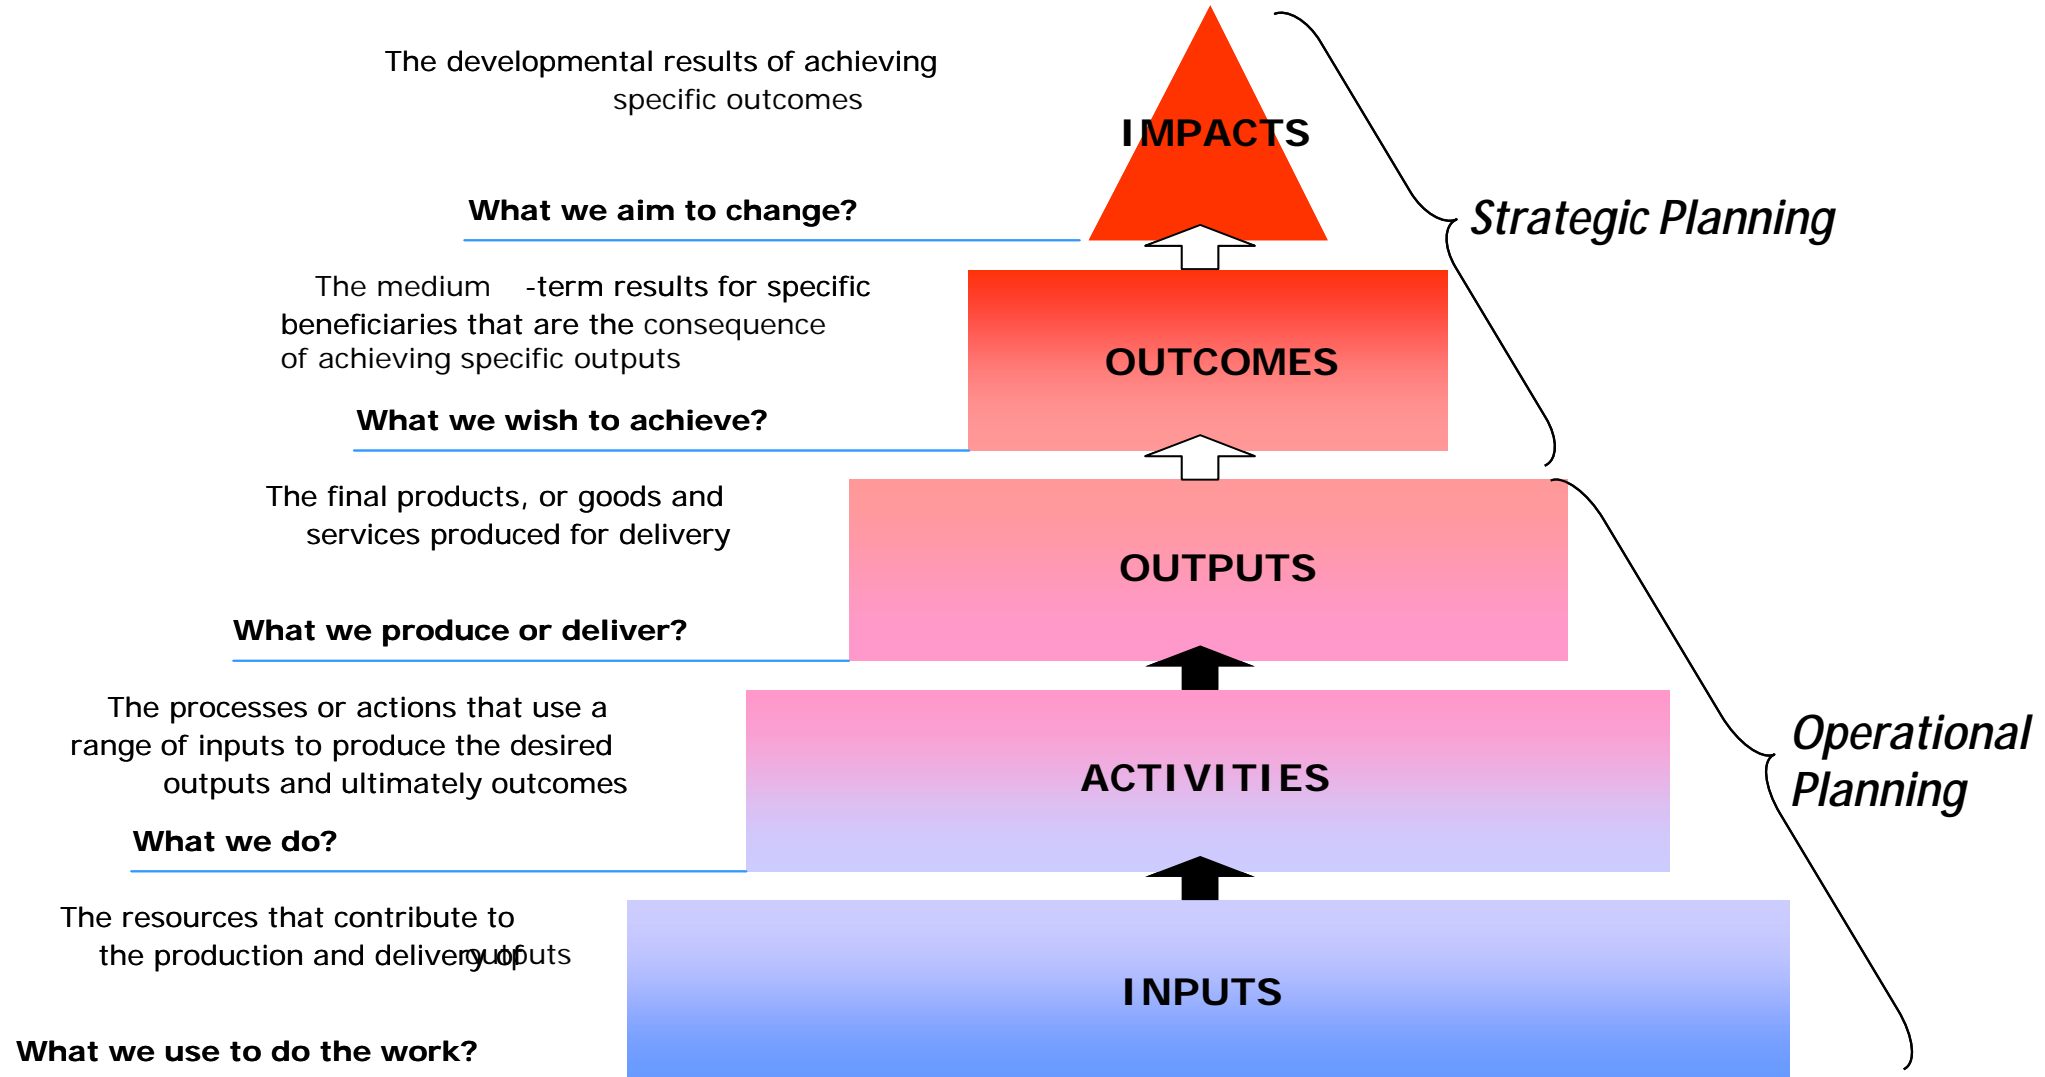 The developmental results of achieving
specific outcomes
IMPACTS
What we aim to change?
Strategic Planning
The medium -term results for specific
beneficiaries that are the consequence
of achieving specific outputs
OUTCOMES
What we wish to achieve?
The final products, or goods and
services produced for delivery
OUTPUTS
What we produce or deliver?
The processes or actions that use a
range of inputs to produce the desired
outputs and ultimately outcomes
ACTIVITIES
Operational
Planning
What we do?
The resources that contribute to
the production and delivery of outputs
INPUTS
What we use to do the work?